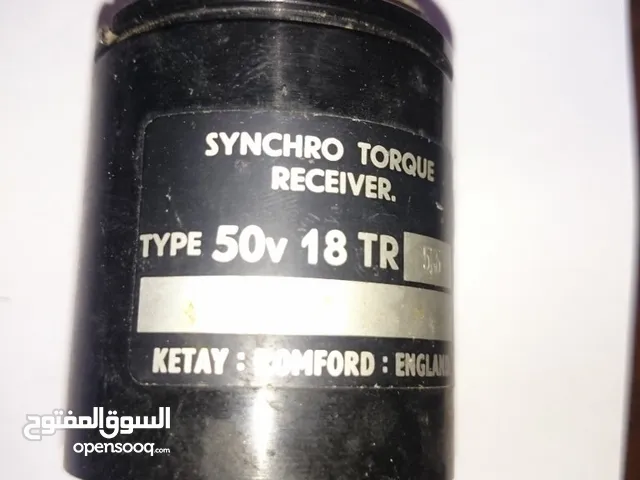 SYNCHRO TORQUE
RECEIVER.
TYPE 50v 18 TR
KETAY : ROMFORD : ENGLAND
السوق المفتوح
opensooq.com